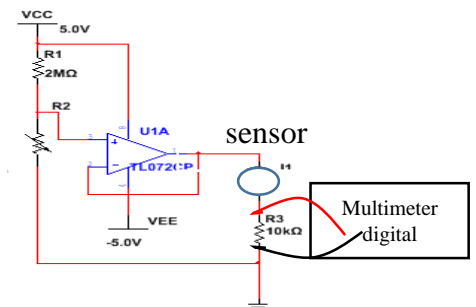 VCC
5.0V
R1
2MΩ
R2
U1A
TL072CP
sensor
I1
VEE
-5.0V
R3
10kΩ
Multimeter
digital